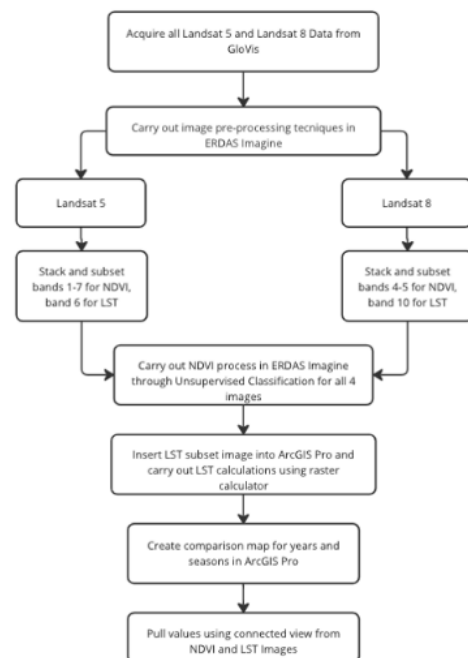 Acquire all Landsat 5 and Landsat 8 Data from
GloVis
Carry out image pre-processing tecniques in
ERDAS Imagine
Landsat 5
Landsat 8
Stack and subset
bands 1-7 for NDVI,
band 6 for LST
Stack and subset
bands 4-5 for NDVI,
band 10 for LST
Carry out NDVI process in ERDAS Imagine
through Unsupervised Classification for all 4
images
Insert LST subset image into ArcGIS Pro and
carry out LST calculations using raster
calculator
Create comparison map for years and
seasons in ArcGIS Pro
Pull values using connected view from
NDVI and LST Images